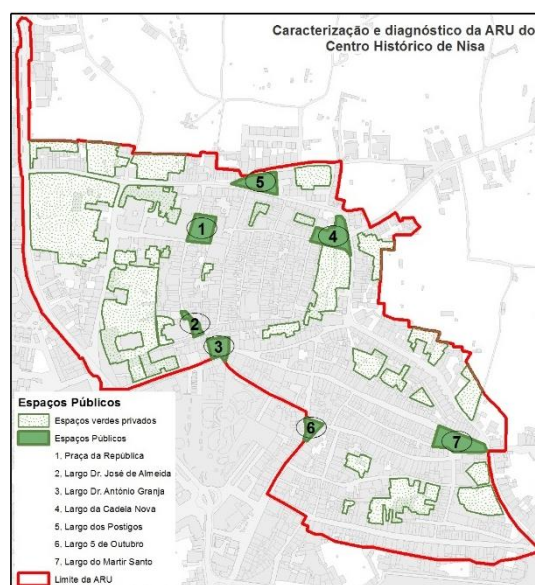 Caracterização e diagnóstico da ARU do
Centro Histórico de Nisa
5
1
4
2
3
6
7
Espaços Públicos
Espaços verdes privados
Espaços Públicos
1, Praça da República
2, Largo Dr. José de Almeida
3, Largo Dr. António Granja
4, Largo da Cadeia Nova
5, Largo dos Postigos
6, Largo 5 de Outubro
7, Largo do Martir Santo
Limite da ARU